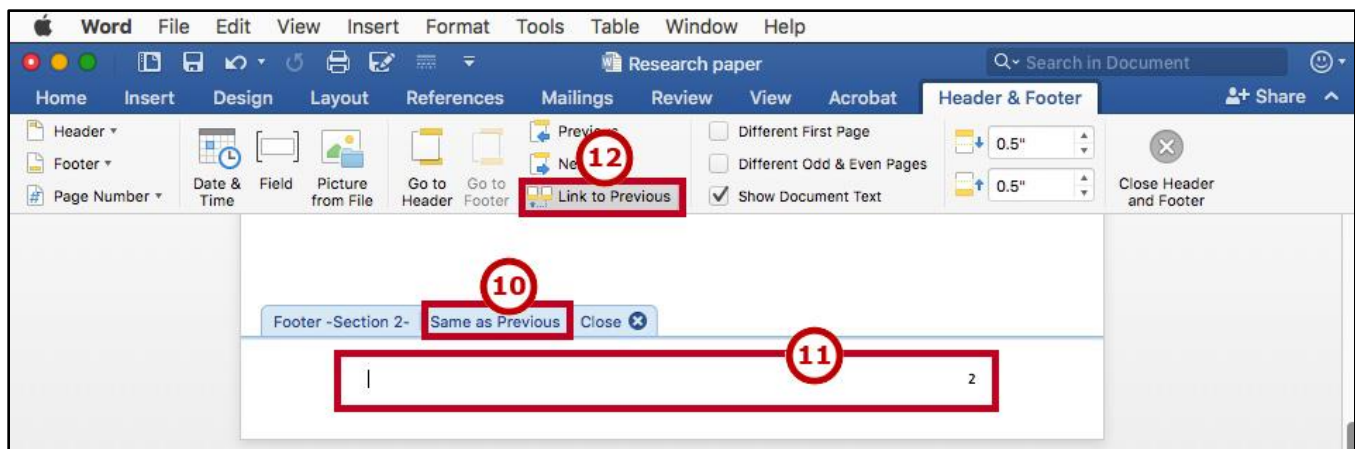 Word File Edit View Insert Format Tools Table Window Help
Research paper Search in Document
Home Insert Design Layout References Mailings Review View Acrobat Header & Footer Share
Header
Footer
Page Number
Date & Time
Field
Picture from File
Go to Header
Go to Footer
12
Link to Previous
Different First Page
Different Odd & Even Pages
Show Document Text
0.5"
0.5"
Close Header and Footer
10
Footer -Section 2- Same as Previous Close
11
2